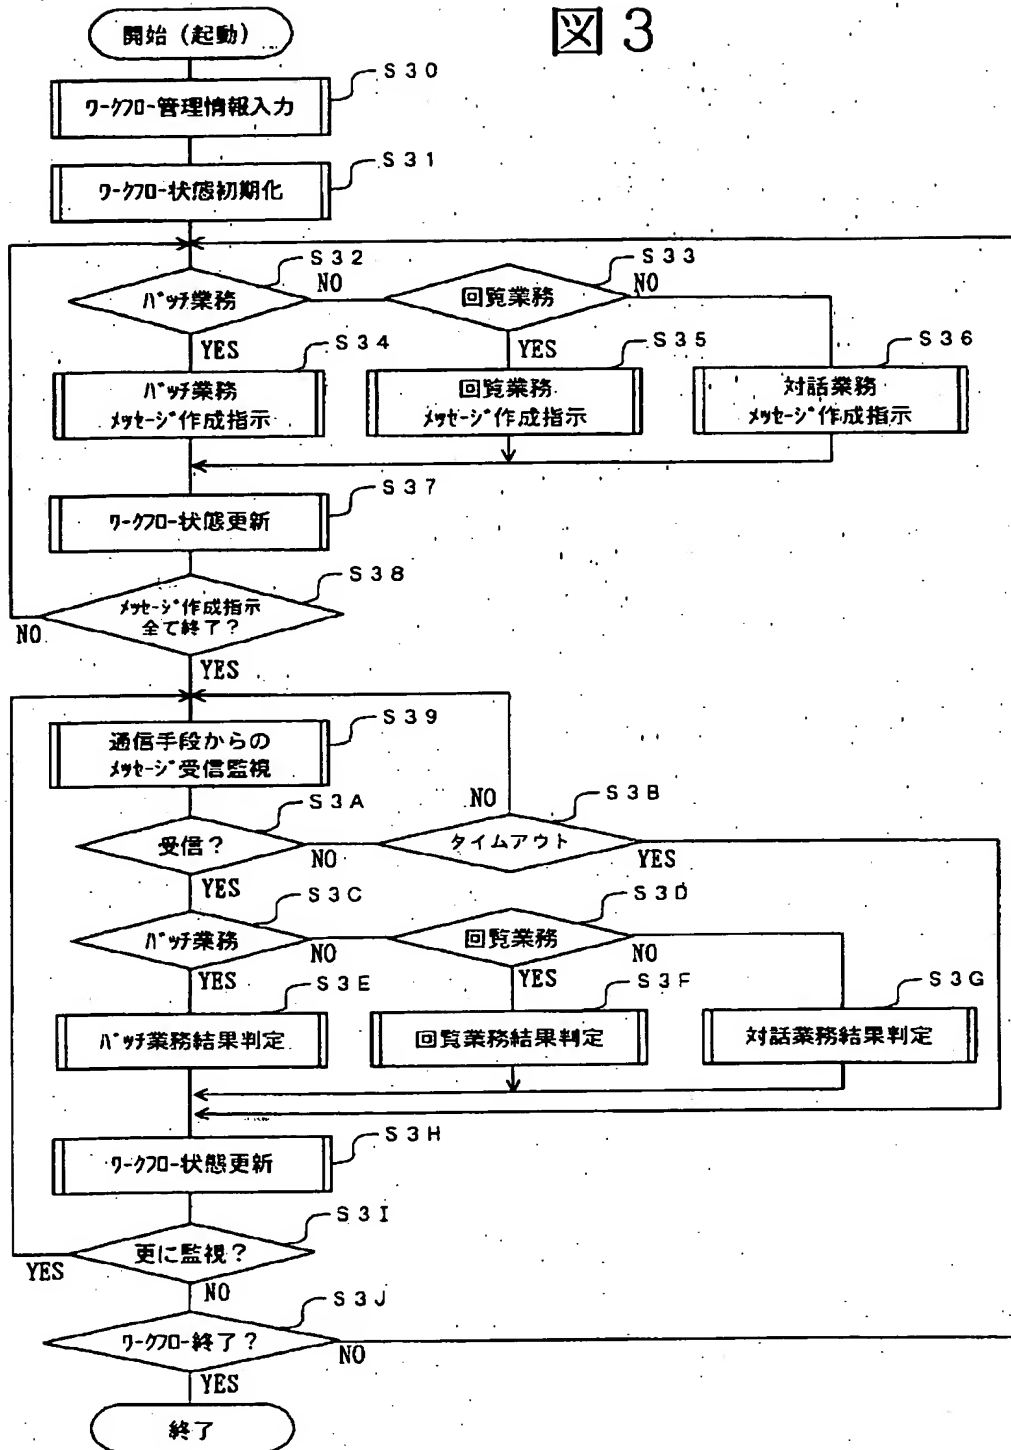 図3
開始（起動）
S30
ワークフロー管理情報入力
S31
ワークフロー状態初期化
S32
バッチ業務
NO
S33
回覧業務
NO
YES
S34
バッチ業務
メッセージ作成指示
YES
S35
回覧業務
メッセージ作成指示
S36
対話業務
メッセージ作成指示
S37
ワークフロー状態更新
S38
メッセージ作成指示
全て終了？
NO
YES
S39
通信手段からの
メッセージ受信監視
S3A
受信？
NO
YES
NO
S3B
タイムアウト
YES
S3C
バッチ業務
NO
S3D
回覧業務
NO
YES
S3E
バッチ業務結果判定
YES
S3F
回覧業務結果判定
S3G
対話業務結果判定
S3H
ワークフロー状態更新
S3I
更に監視？
YES
NO
S3J
ワークフロー終了？
NO
YES
終了